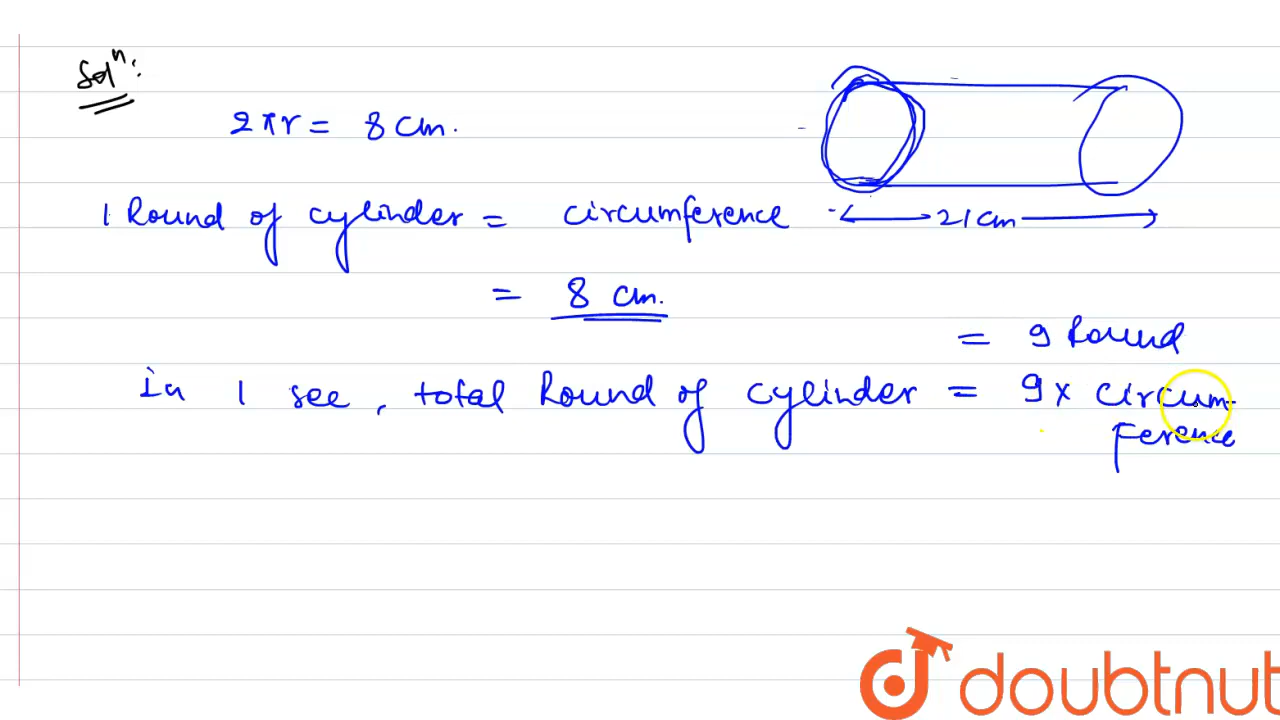 Solⁿ:
2πr = 8 cm.
1 Round of cylinder = circumference
21 cm
= 8 cm.
= 9 Round
in 1 see, total Round of cylinder = 9 x circum-
ference
doubtnut